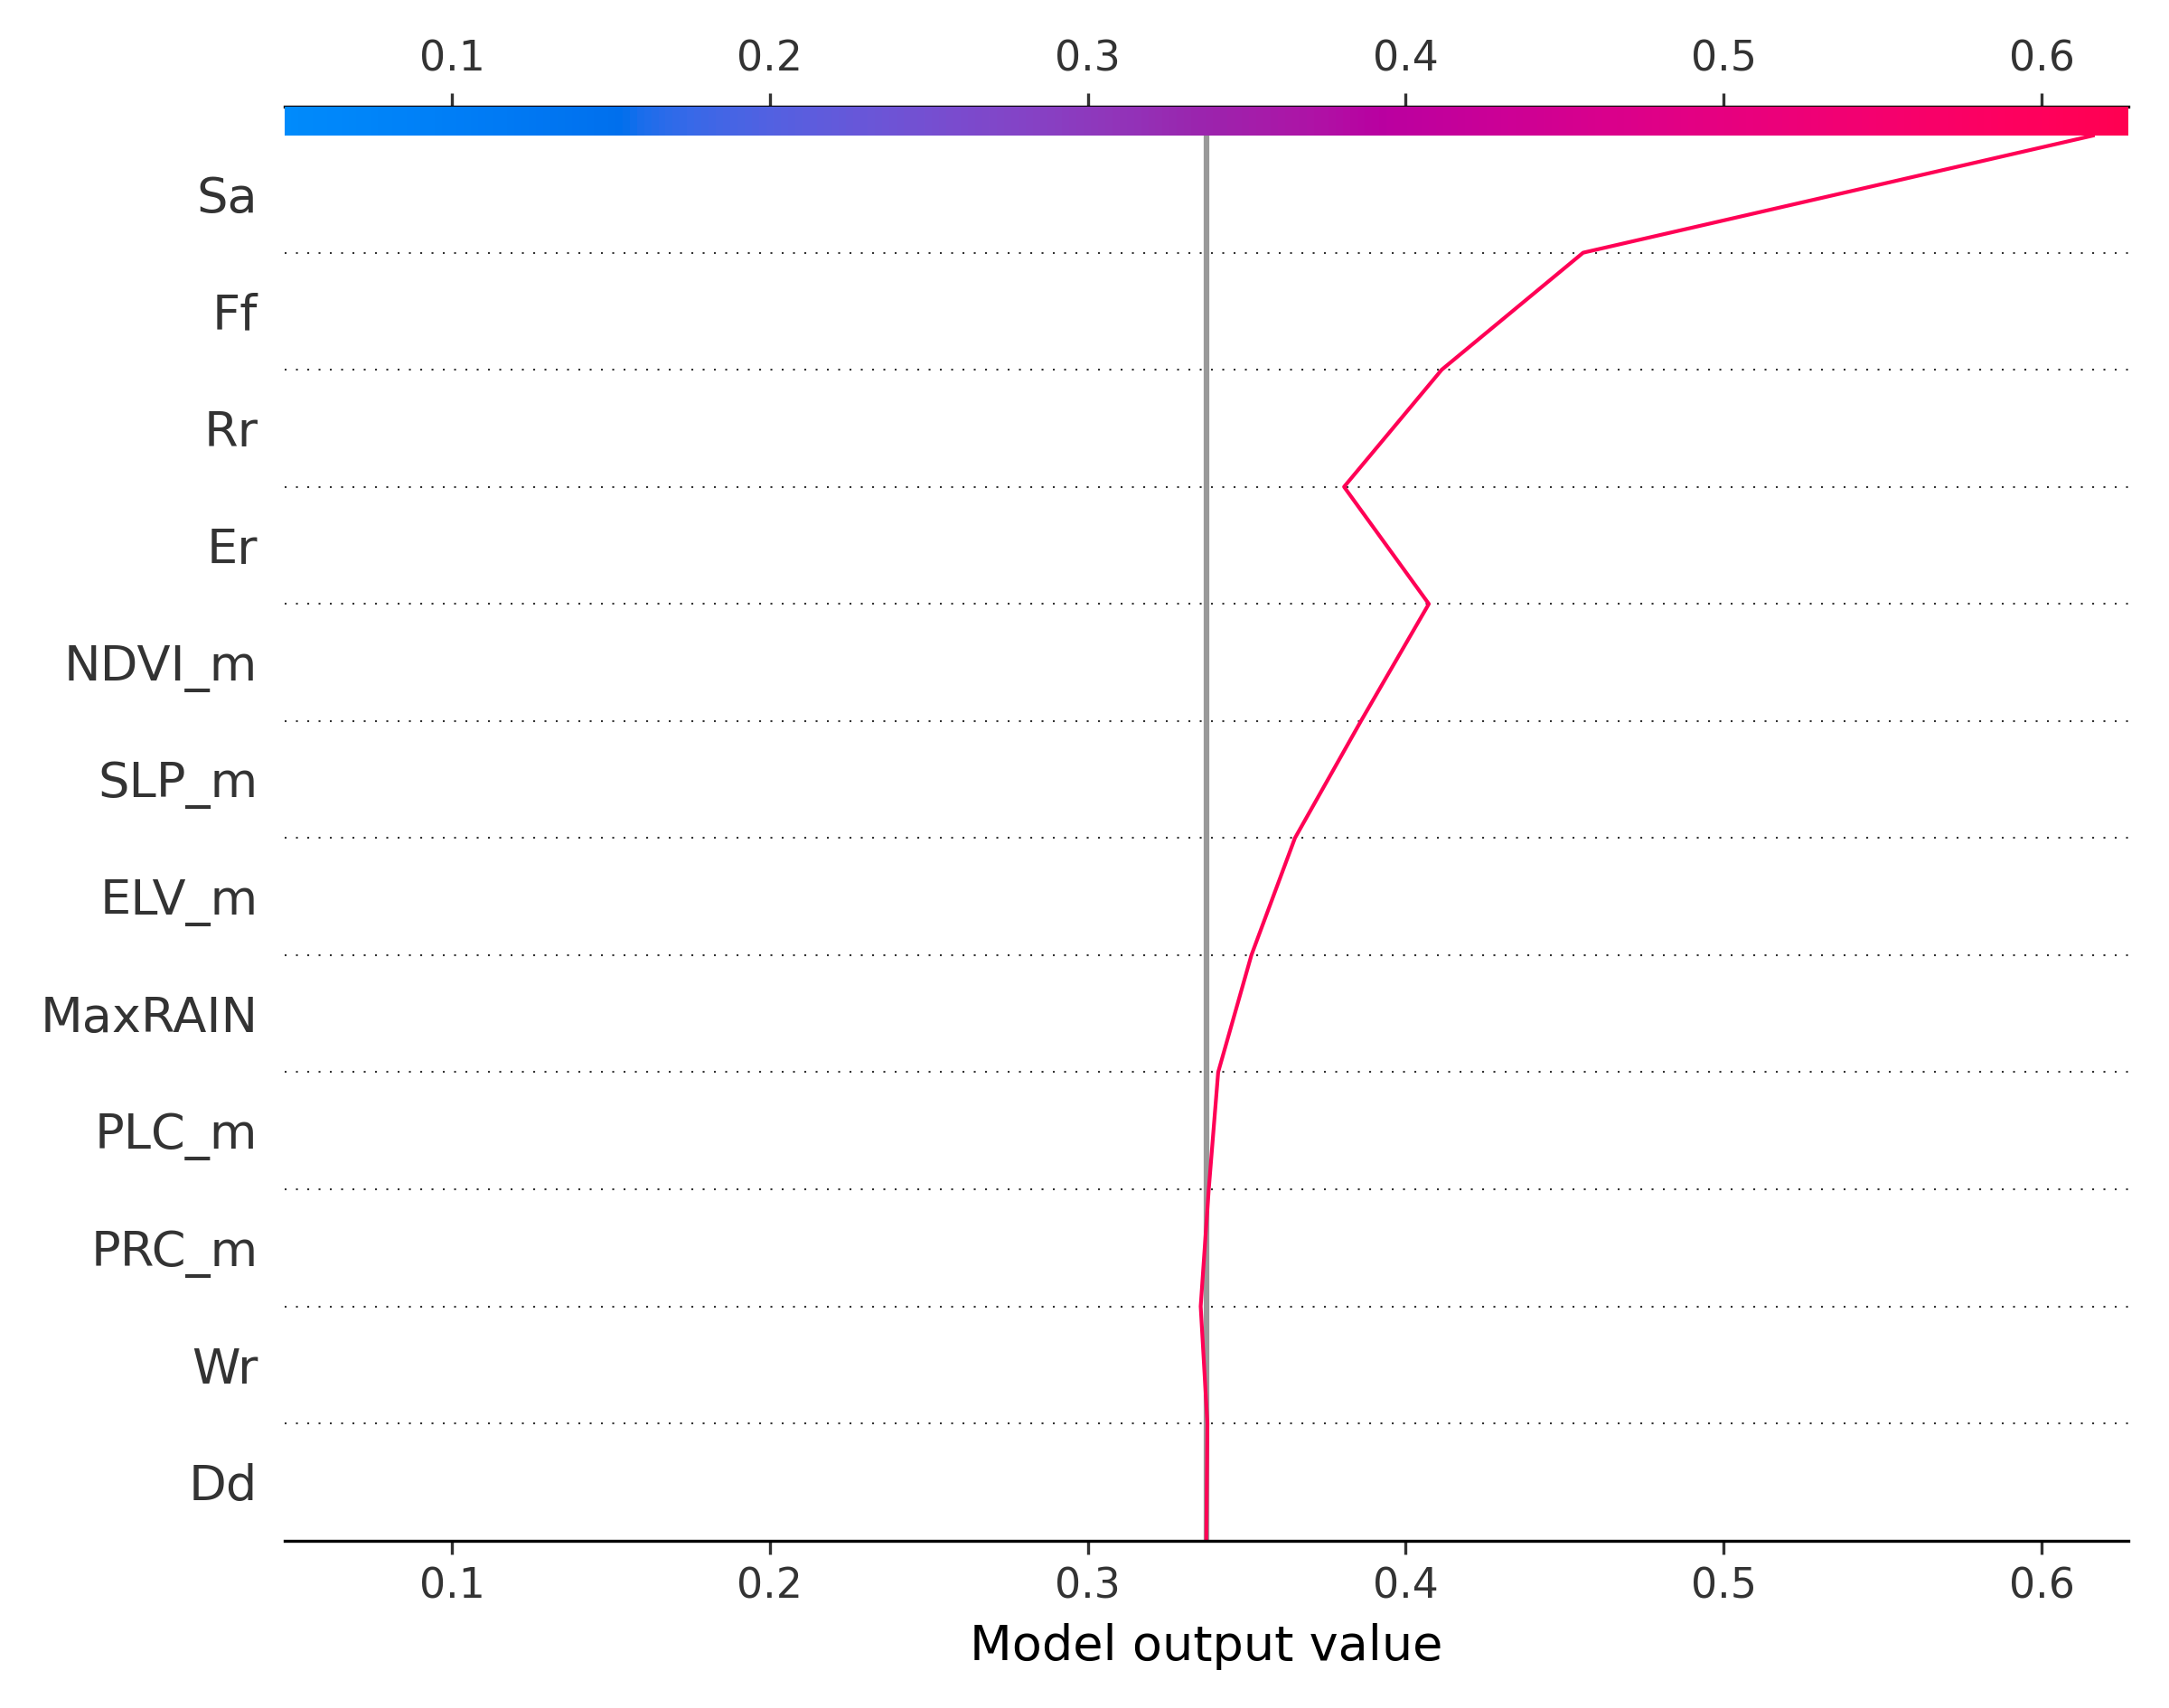 0.1 0.2 0.3 0.4 0.5 0.6
Sa
Ff
Rr
Er
NDVI_m
SLP_m
ELV_m
MaxRAIN
PLC_m
PRC_m
Wr
Dd
0.1 0.2 0.3 0.4 0.5 0.6
Model output value